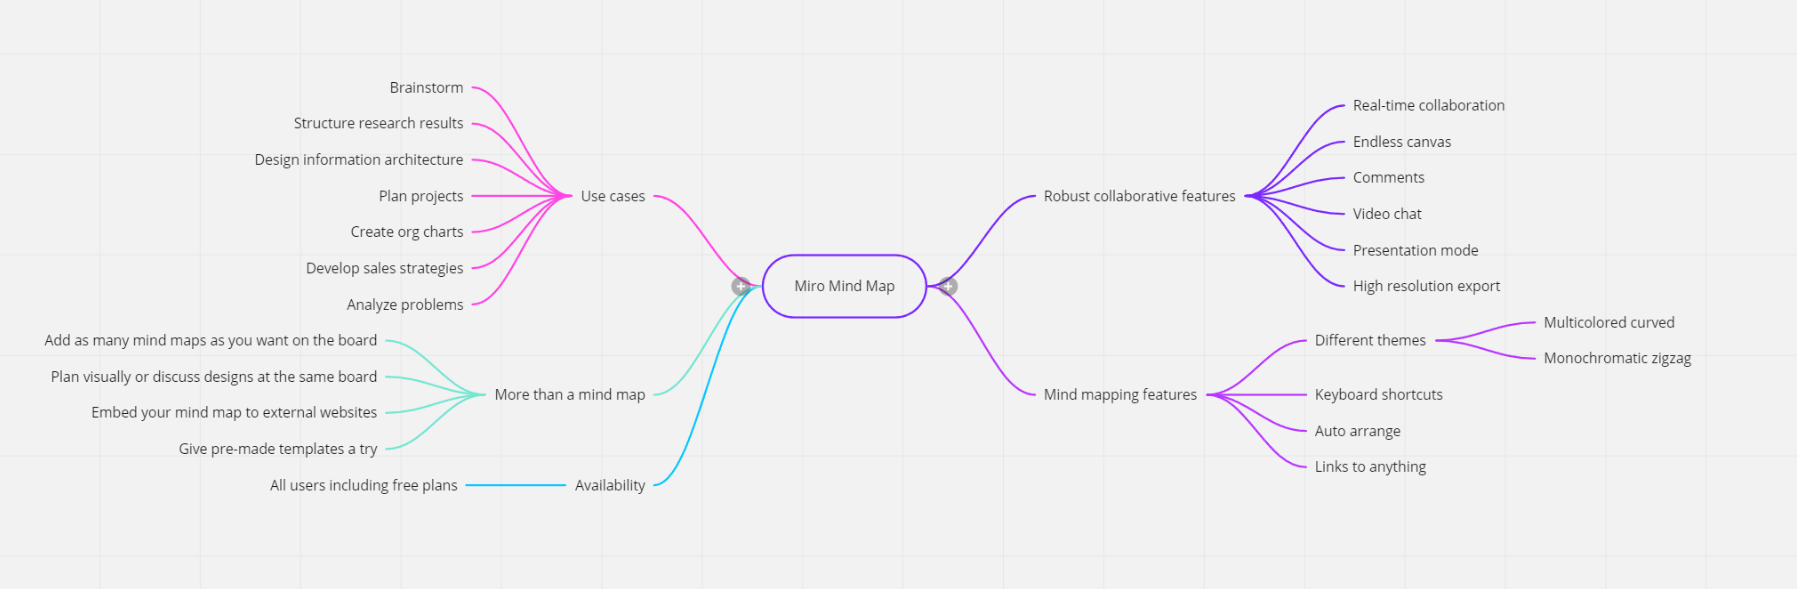 Miro Mind Map
Use cases
Brainstorm
Structure research results
Design information architecture
Plan projects
Create org charts
Develop sales strategies
Analyze problems
More than a mind map
Add as many mind maps as you want on the board
Plan visually or discuss designs at the same board
Embed your mind map to external websites
Give pre-made templates a try
Availability
All users including free plans
Robust collaborative features
Real-time collaboration
Endless canvas
Comments
Video chat
Presentation mode
High resolution export
Mind mapping features
Different themes
Multicolored curved
Monochromatic zigzag
Keyboard shortcuts
Auto arrange
Links to anything